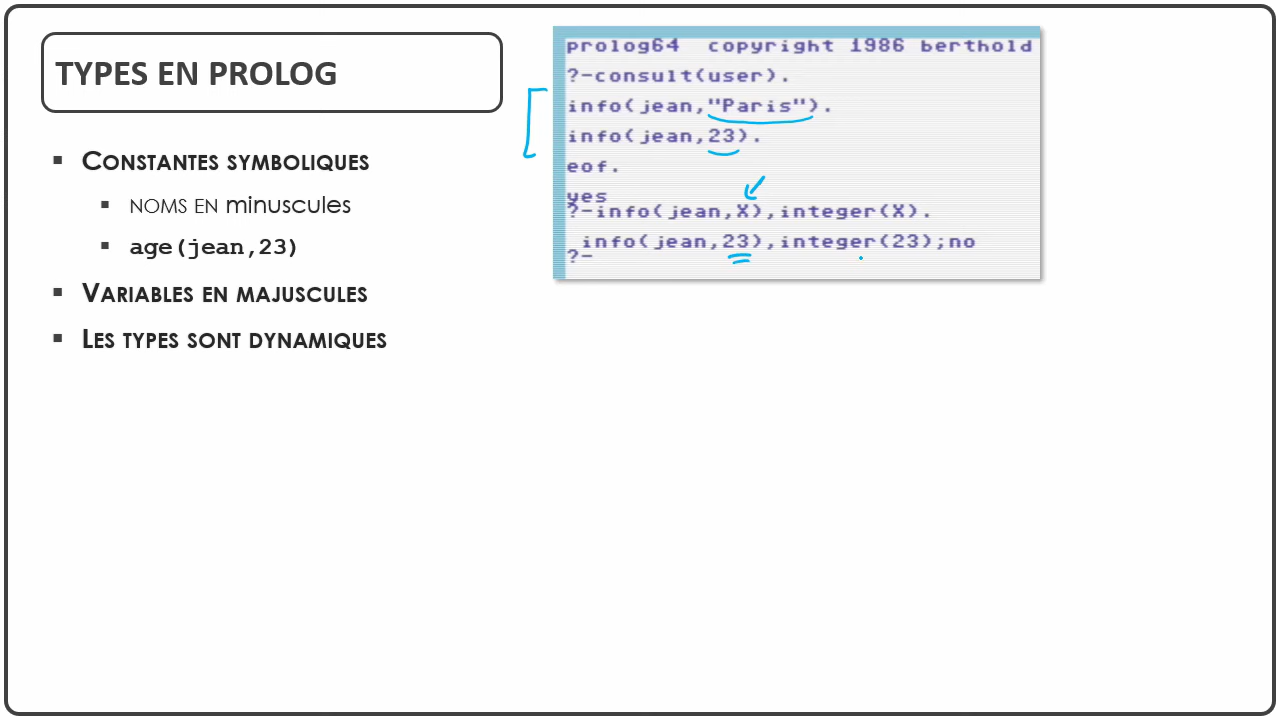 TYPES EN PROLOG
▪ CONSTANTES SYMBOLIQUES
▪ NOMS EN minuscules
▪ age(jean,23)
▪ VARIABLES EN MAJUSCULES
▪ LES TYPES SONT DYNAMIQUES
prolog64 copyright 1986 berthold
?-consult(user).
info(jean,"Paris").
info(jean,23).
eof.
yes
?-info(jean,X),integer(X).
info(jean,23),integer(23);no
?-